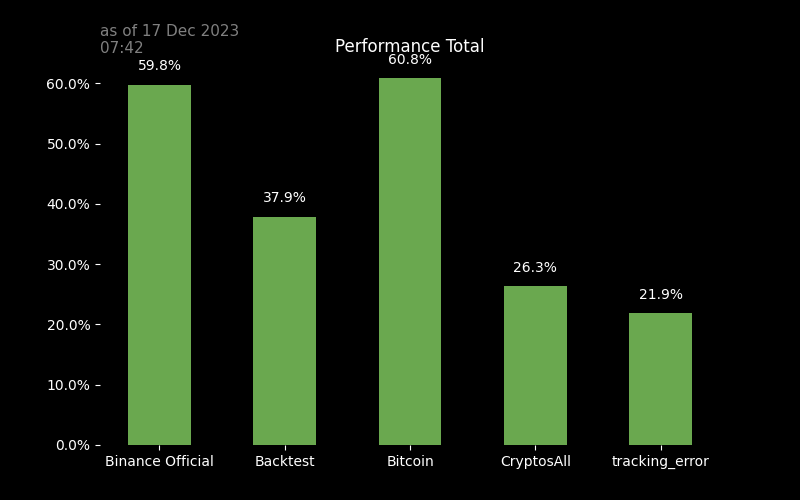 as of 17 Dec 2023
07:42
Performance Total
59.8%
37.9%
60.8%
26.3%
21.9%
60.0%
50.0%
40.0%
30.0%
20.0%
10.0%
0.0%
Binance Official
Backtest
Bitcoin
CryptosAll
tracking_error